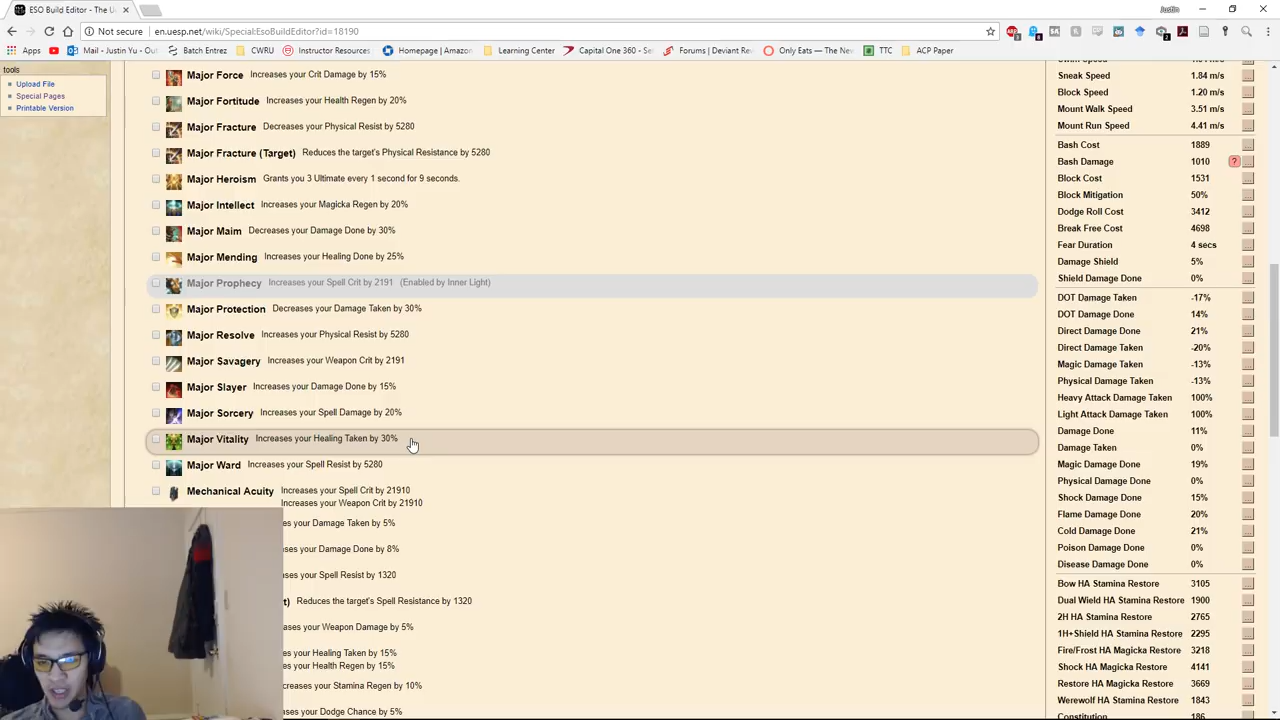 ESO Build Editor - The U
Justin
Not secure
en.uesp.net/wiki/Special:EsoBuildEditor?id=18190
Apps
Mail - Justin Yu - Out
Batch Entrez
CWRU
Instructor Resources
Homepage | Amazon
Learning Center
Capital One 360 - Se
Forums | Deviant Re
Only Eats — The New
TTC
ACP Paper
tools
Upload File
Special Pages
Printable Version
Major Force Increases your Crit Damage by 15%
Major Fortitude Increases your Health Regen by 20%
Major Fracture Decreases your Physical Resist by 5280
Major Fracture (Target) Reduces the target's Physical Resistance by 5280
Major Heroism Grants you 3 Ultimate every 1 second for 9 seconds.
Major Intellect Increases your Magicka Regen by 20%
Major Maim Decreases your Damage Done by 30%
Major Mending Increases your Healing Done by 25%
Major Prophecy Increases your Spell Crit by 2191 (Enabled by Inner Light)
Major Protection Decreases your Damage Taken by 30%
Major Resolve Increases your Physical Resist by 5280
Major Savagery Increases your Weapon Crit by 2191
Major Slayer Increases your Damage Done by 15%
Major Sorcery Increases your Spell Damage by 20%
Major Vitality Increases your Healing Taken by 30%
Major Ward Increases your Spell Resist by 5280
Mechanical Acuity Increases your Spell Crit by 21910
Increases your Weapon Crit by 21910
ses your Damage Taken by 5%
ses your Damage Done by 8%
ses your Spell Resist by 1320
t) Reduces the target's Spell Resistance by 1320
ses your Weapon Damage by 5%
ses your Healing Taken by 15%
ses your Health Regen by 15%
creases your Stamina Regen by 10%
ses your Dodge Chance by 5%
Sneak Speed 1.84 m/s
Block Speed 1.20 m/s
Mount Walk Speed 3.51 m/s
Mount Run Speed 4.41 m/s
Bash Cost 1889
Bash Damage 1010 ?
Block Cost 1531
Block Mitigation 50%
Dodge Roll Cost 3412
Break Free Cost 4698
Fear Duration 4 secs
Damage Shield 5%
Shield Damage Done 0%
DOT Damage Taken -17%
DOT Damage Done 14%
Direct Damage Done 21%
Direct Damage Taken -20%
Magic Damage Taken -13%
Physical Damage Taken -13%
Heavy Attack Damage 100%
Light Attack Damage 100%
Damage Done 11%
Damage Taken 0%
Magic Damage Done 19%
Physical Damage Done 0%
Shock Damage Done 15%
Flame Damage Done 20%
Cold Damage Done 21%
Poison Damage Done 0%
Disease Damage Done 0%
Bow HA Stamina Restore 3105
Dual Wield HA Stamina Restore 1900
2H HA Stamina Restore 2765
1H+Shield HA Stamina Restore 2295
Fire/Frost HA Magicka Restore 3218
Shock HA Magicka Restore 4141
Restore HA Magicka Restore 3669
Werewolf HA Stamina Restore 1843
Constitution 186